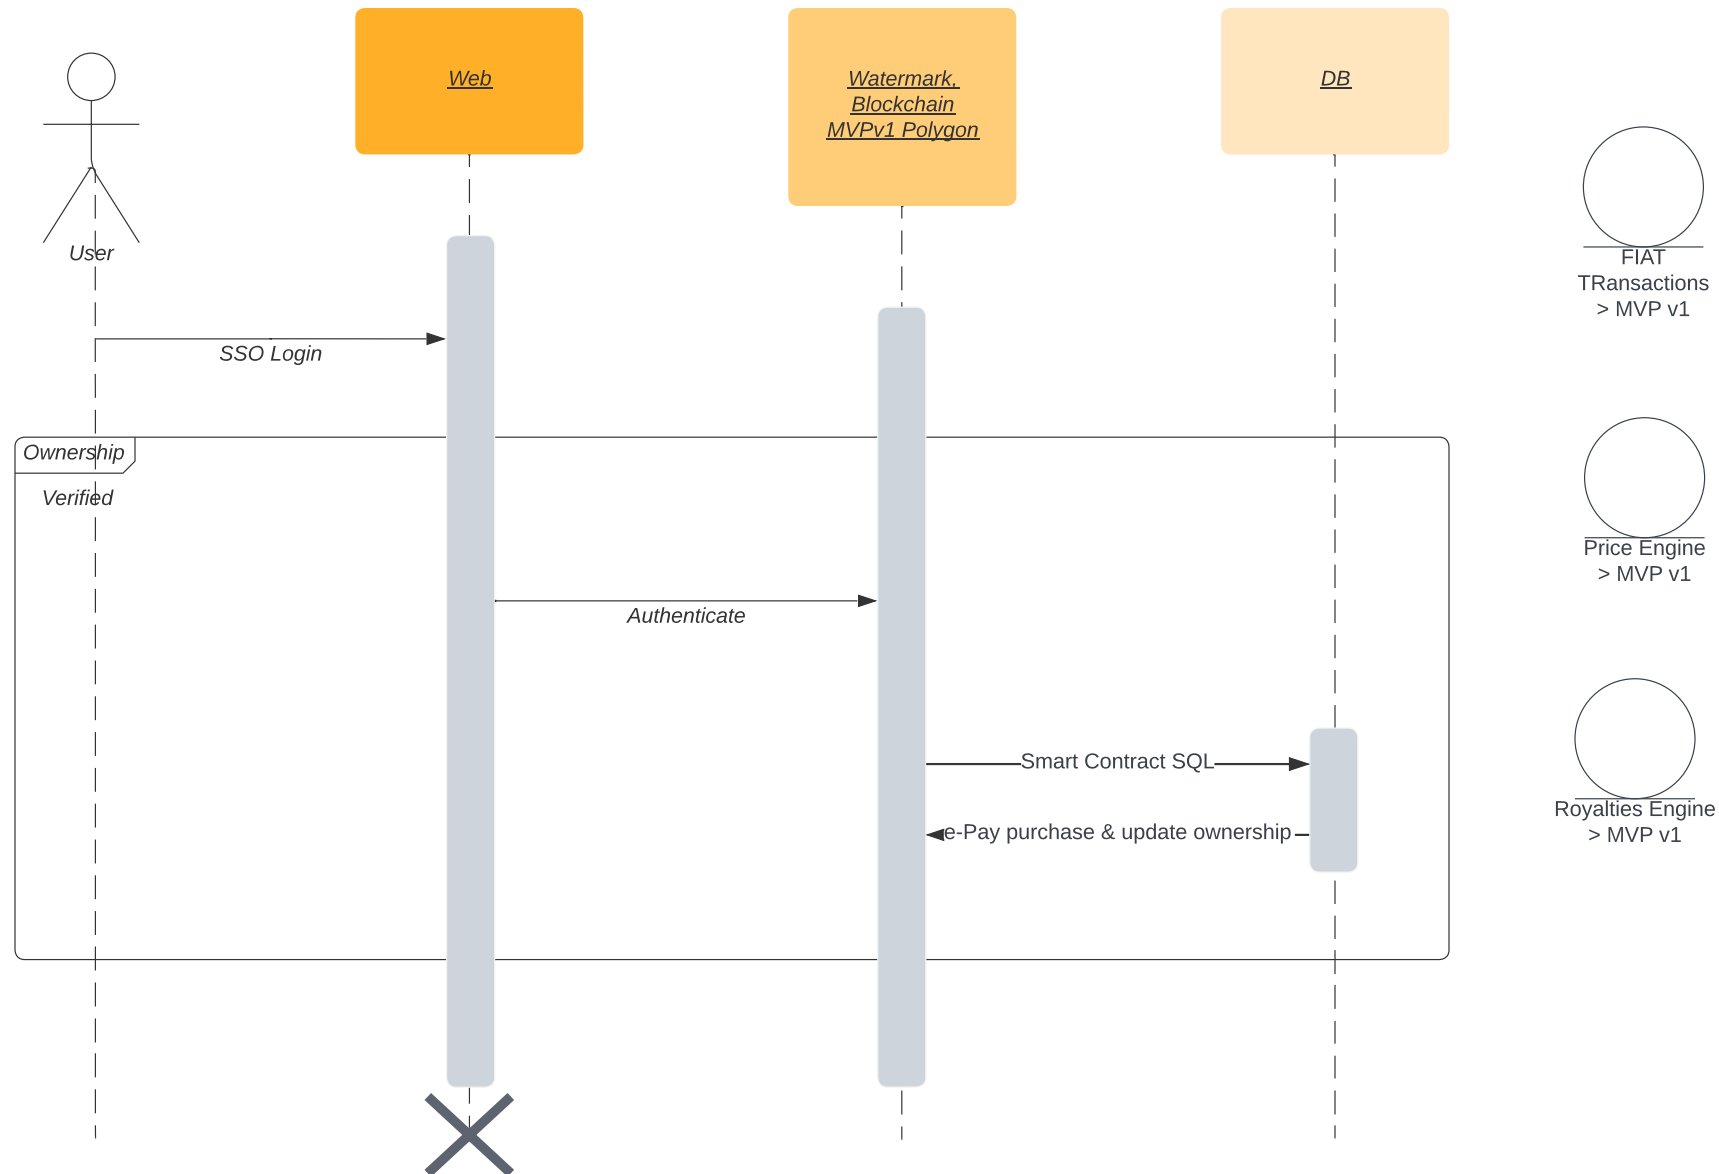 Web
Watermark,
Blockchain
MVPv1 Polygon
DB
User
FIAT
TRansactions
> MVP v1
SSO Login
Ownership
Verified
Price Engine
> MVP v1
Authenticate
Smart Contract SQL
e-Pay purchase & update ownership
Royalties Engine
> MVP v1